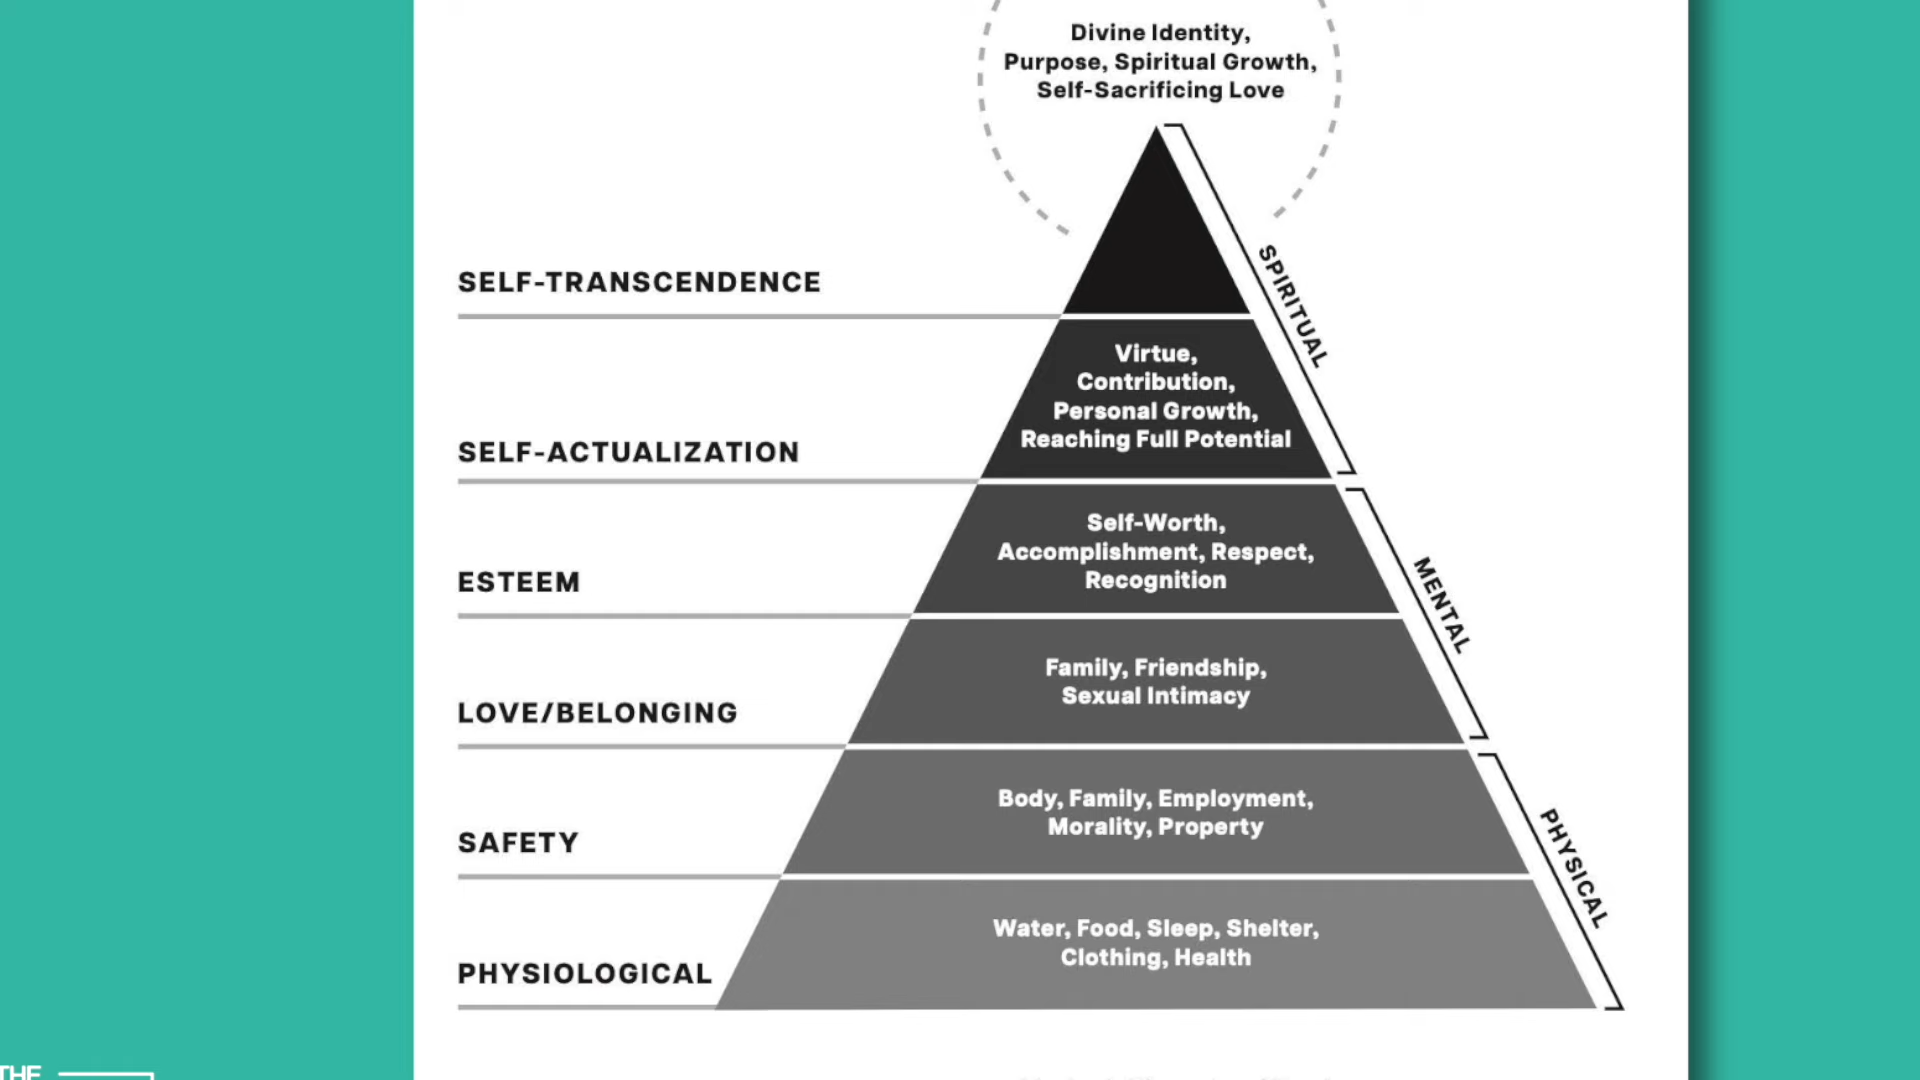 Divine Identity,
Purpose, Spiritual Growth,
Self-Sacrificing Love
SELF-TRANSCENDENCE
SPIRITUAL
Virtue,
Contribution,
Personal Growth,
Reaching Full Potential
SELF-ACTUALIZATION
Self-Worth,
Accomplishment, Respect,
Recognition
ESTEEM
MENTAL
Family, Friendship,
Sexual Intimacy
LOVE/BELONGING
Body, Family, Employment,
Morality, Property
SAFETY
PHYSICAL
Water, Food, Sleep, Shelter,
Clothing, Health
PHYSIOLOGICAL
THE